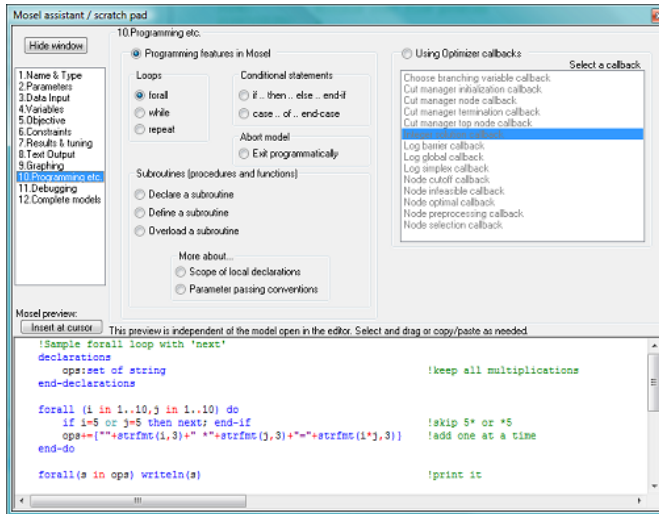 Mosel assistant / scratch pad
Hide window
1.Name & Type
2.Parameters
3.Data Input
4.Variables
5.Objective
6.Constraints
7.Results & tuning
8.Text Output
9.Graphing
10.Programming etc.
11.Debugging
12.Complete models
10.Programming etc.
Programming features in Mosel
Loops
forall
while
repeat
Conditional statements
if .. then .. else .. end-if
case .. of .. end-case
Abort model
Exit programmatically
Subroutines (procedures and functions)
Declare a subroutine
Define a subroutine
Overload a subroutine
More about...
Scope of local declarations
Parameter passing conventions
Using Optimizer callbacks
Select a callback
Choose branching variable callback
Cut manager initialization callback
Cut manager node callback
Cut manager termination callback
Cut manager top node callback
callback
Log barrier callback
Log global callback
Log simplex callback
Node cutoff callback
Node infeasible callback
Node optimal callback
Node preprocessing callback
Node selection callback
Mosel preview:
Insert at cursor
This preview is independent of the model open in the editor. Select and drag or copy/paste as needed.
!Sample forall loop with 'next'
declarations
ops:set of string !keep all multiplications
end-declarations
forall (i in 1..10,j in 1..10) do
if i=5 or j=5 then next; end-if !skip 5* or *5
ops+={""+strfmt(i,3)+" *"+strfmt(j,3)+"="+strfmt(i*j,3)} !add one at a time
end-do
forall(s in ops) writeln(s) !print it